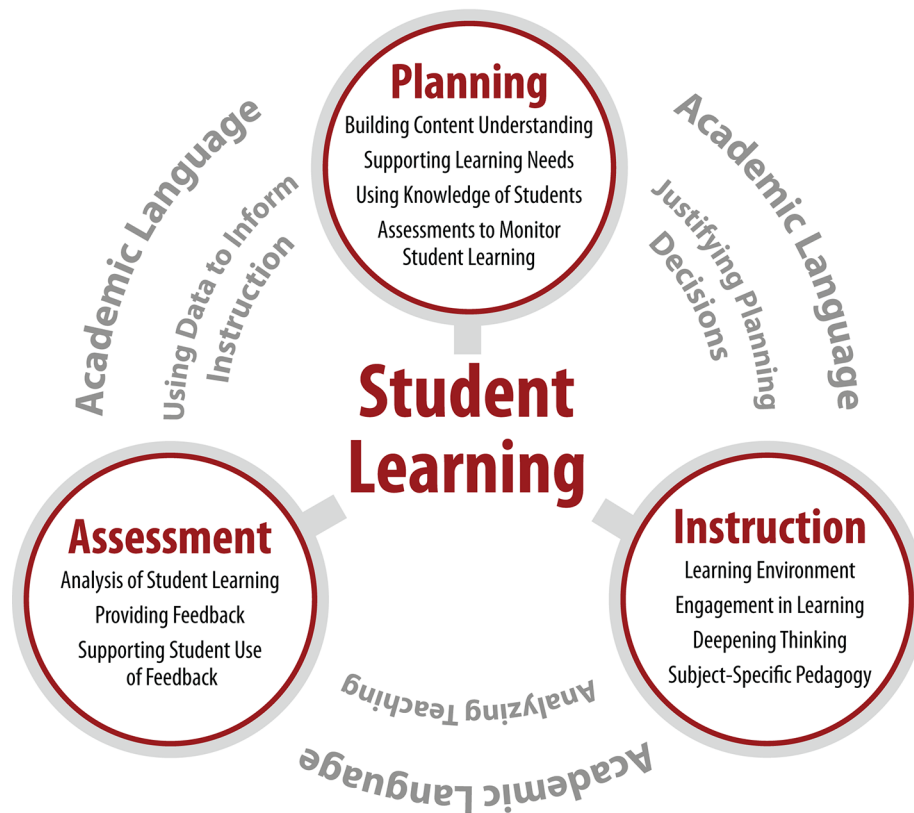 Planning
Building Content Understanding
Supporting Learning Needs
Using Knowledge of Students
Assessments to Monitor
Student Learning
Academic Language
Using Data to Inform
Instruction
Academic Language
Justifying Planning
Decisions
Student
Learning
Assessment
Analysis of Student Learning
Providing Feedback
Supporting Student Use
of Feedback
Instruction
Learning Environment
Engagement in Learning
Deepening Thinking
Subject-Specific Pedagogy
Analyzing Teaching
Academic Language